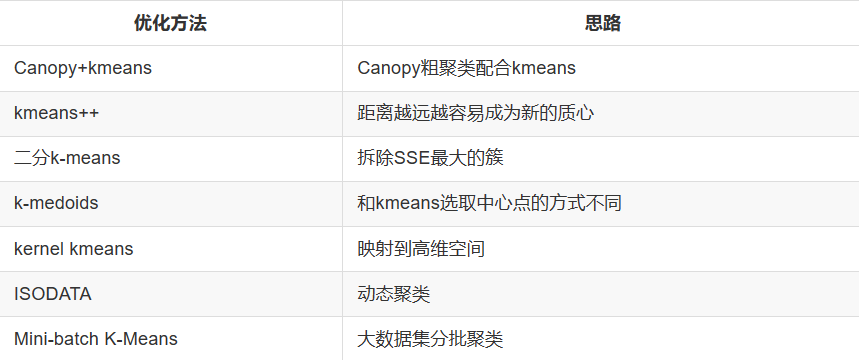 优化方法 思路
Canopy+kmeans Canopy粗聚类配合kmeans
kmeans++ 距离越远越容易成为新的质心
二分k-means 拆除SSE最大的簇
k-medoids 和kmeans选取中心点的方式不同
kernel kmeans 映射到高维空间
ISODATA 动态聚类
Mini-batch K-Means 大数据集分批聚类